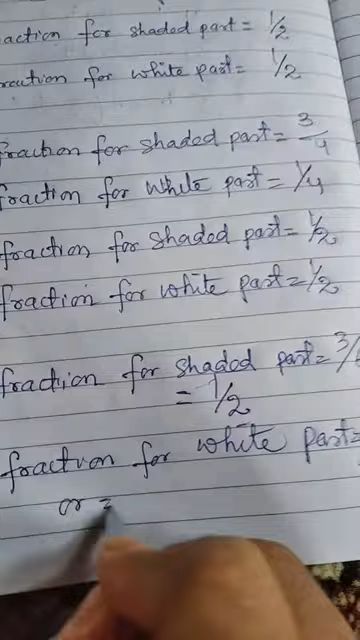 action for shaded part = 1/2
raction for white part = 1/2
fraction for shaded part = 3/4
fraction for white part = 1/4
fraction for shaded part = 1/2
fraction for white part = 1/2
fraction for shaded part = 3/
= 1/2
fraction for white part =
or =